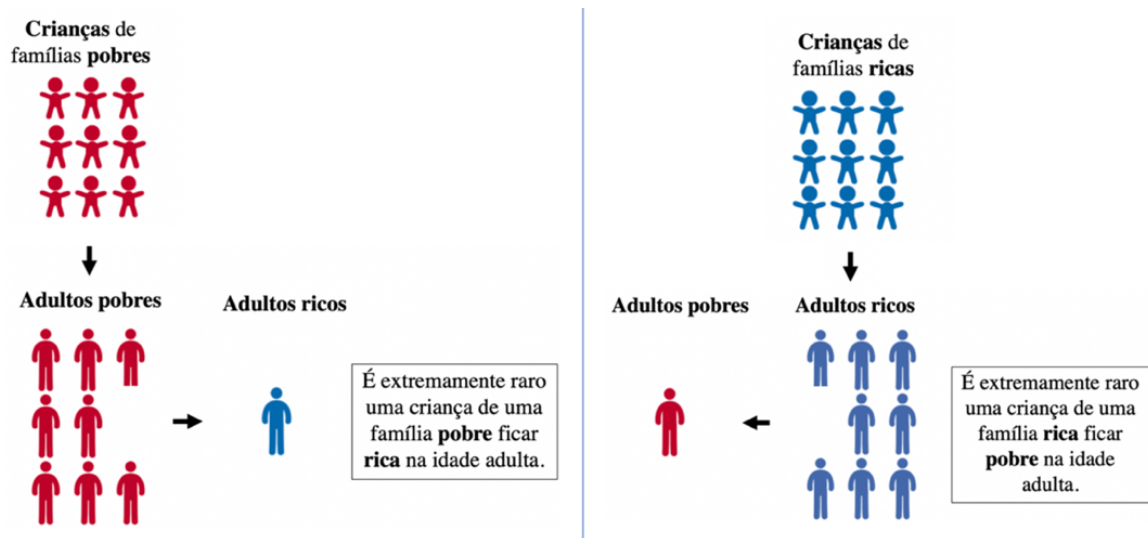 Crianças de
famílias pobres
Adultos pobres
Adultos ricos
É extremamente raro
uma criança de uma
família pobre ficar
rica na idade adulta.
Crianças de
famílias ricas
Adultos pobres
Adultos ricos
É extremamente raro
uma criança de uma
família rica ficar
pobre na idade
adulta.